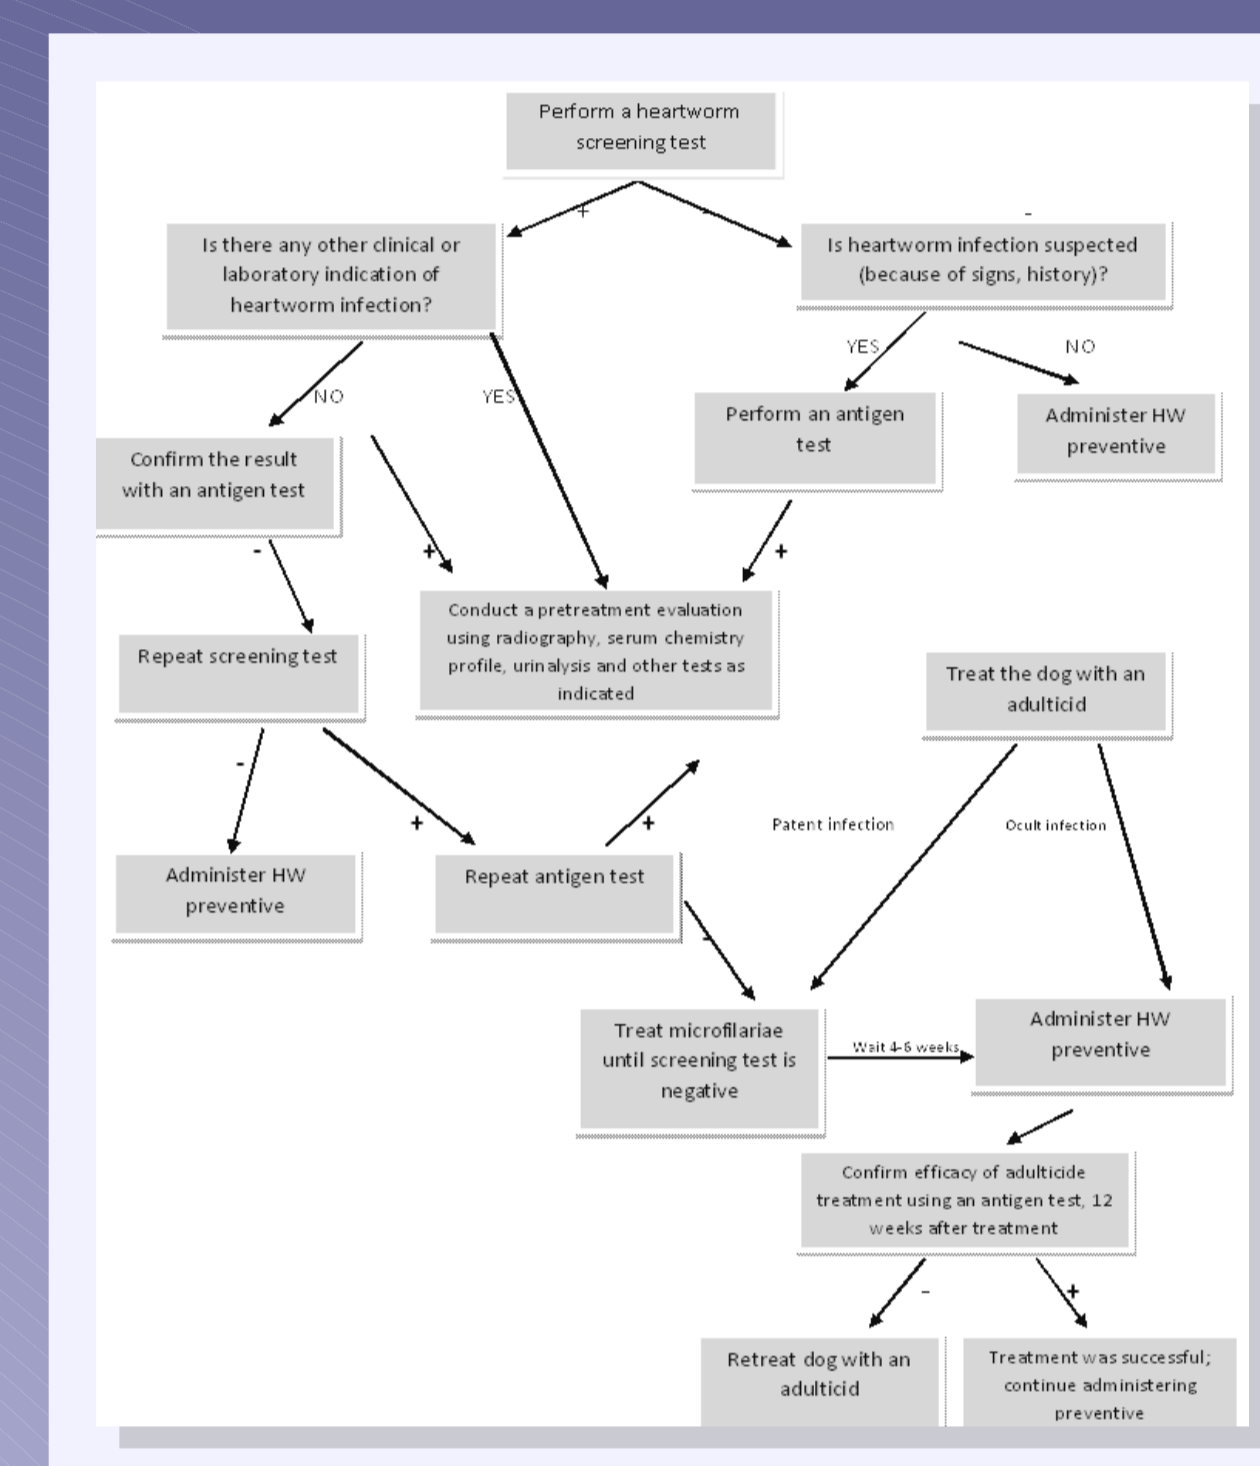 Perform a heartworm
screening test
+
-
-
Is there any other clinical or
laboratory indication of
heartworm infection?
Is heartworm infection suspected
(because of signs, history)?
NO
YES
YES
NO
Perform an antigen
test
Administer HW
preventive
Confirm the result
with an antigen test
-
+
+
Conduct a pretreatment evaluation
using radiography, serum chemistry
profile, urinalysis and other tests as
indicated
Repeat screening test
Treat the dog with an
adulticid
-
+
+
Patent infection
Ocult infection
Administer HW
preventive
Repeat antigen test
-
Treat microfilariae
until screening test is
negative
Wait 4-6 weeks
Administer HW
preventive
Confirm efficacy of adulticide
treatment using an antigen test, 12
weeks after treatment
-
+
Retreat dog with an
adulticid
Treatment was successful;
continue administering
preventive